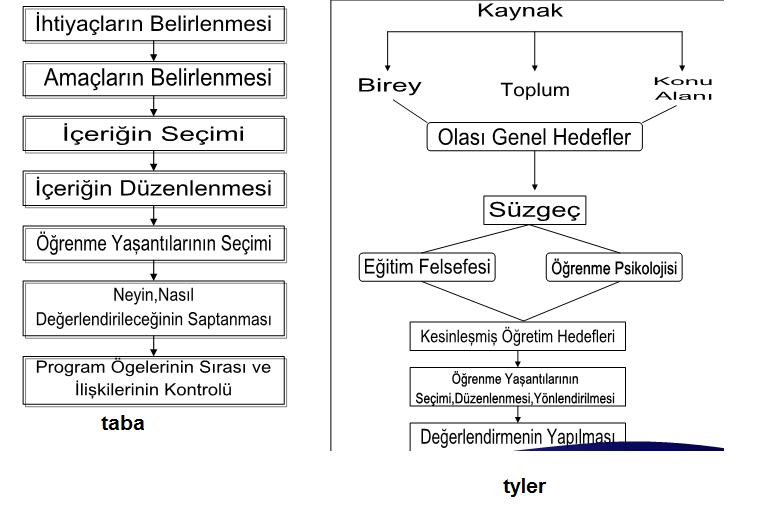 İhtiyaçların Belirlenmesi
Amaçların Belirlenmesi
İçeriğin Seçimi
İçeriğin Düzenlenmesi
Öğrenme Yaşantılarının Seçimi
Neyin,Nasıl
Değerlendirileceğinin Saptanması
Program Ögelerinin Sırası ve
İlişkilerinin Kontrolü
taba
Kaynak
Birey
Toplum
Konu
Alanı
Olası Genel Hedefler
Süzgeç
Eğitim Felsefesi
Öğrenme Psikolojisi
Kesinleşmiş Öğretim Hedefleri
Öğrenme Yaşantılarının
Seçimi,Düzenlenmesi,Yönlendirilmesi
Değerlendirmenin Yapılması
tyler